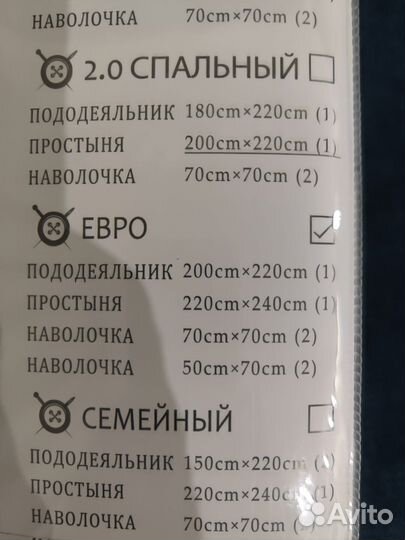 НАВОЛОЧКА 70cm×70cm (2)
2.0 СПАЛЬНЫЙ
ПОДОДЕЯЛЬНИК 180cm×220cm (1)
ПРОСТЫНЯ 200cm×220cm (1)
НАВОЛОЧКА 70cm×70cm (2)
ЕВРО
ПОДОДЕЯЛЬНИК 200cm×220cm (1)
ПРОСТЫНЯ 220cm×240cm (1)
НАВОЛОЧКА 70cm×70cm (2)
НАВОЛОЧКА 50cm×70cm (2)
СЕМЕЙНЫЙ
ПОДОДЕЯЛЬНИК 150cm×220cm
ПРОСТЫНЯ 220cm×240cm (1)
НАВОЛОЧКА 70cm×70cm
Avito